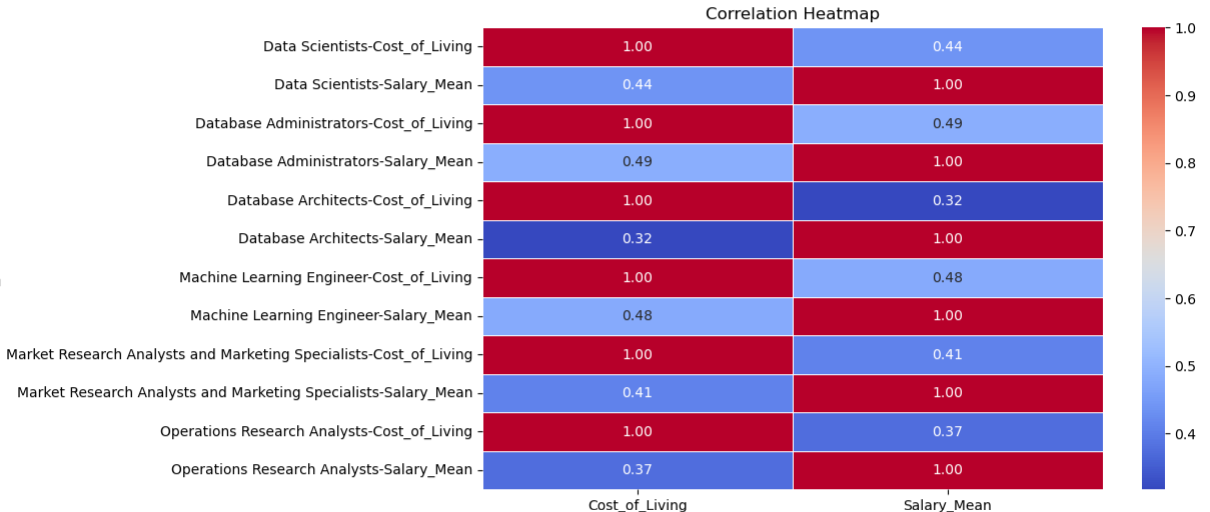 Correlation Heatmap
Data Scientists-Cost_of_Living 1.00 0.44
Data Scientists-Salary_Mean 0.44 1.00
Database Administrators-Cost_of_Living 1.00 0.49
Database Administrators-Salary_Mean 0.49 1.00
Database Architects-Cost_of_Living 1.00 0.32
Database Architects-Salary_Mean 0.32 1.00
Machine Learning Engineer-Cost_of_Living 1.00 0.48
Machine Learning Engineer-Salary_Mean 0.48 1.00
Market Research Analysts and Marketing Specialists-Cost_of_Living 1.00 0.41
Market Research Analysts and Marketing Specialists-Salary_Mean 0.41 1.00
Operations Research Analysts-Cost_of_Living 1.00 0.37
Operations Research Analysts-Salary_Mean 0.37 1.00
Cost_of_Living Salary_Mean
1.0
0.9
0.8
0.7
0.6
0.5
0.4